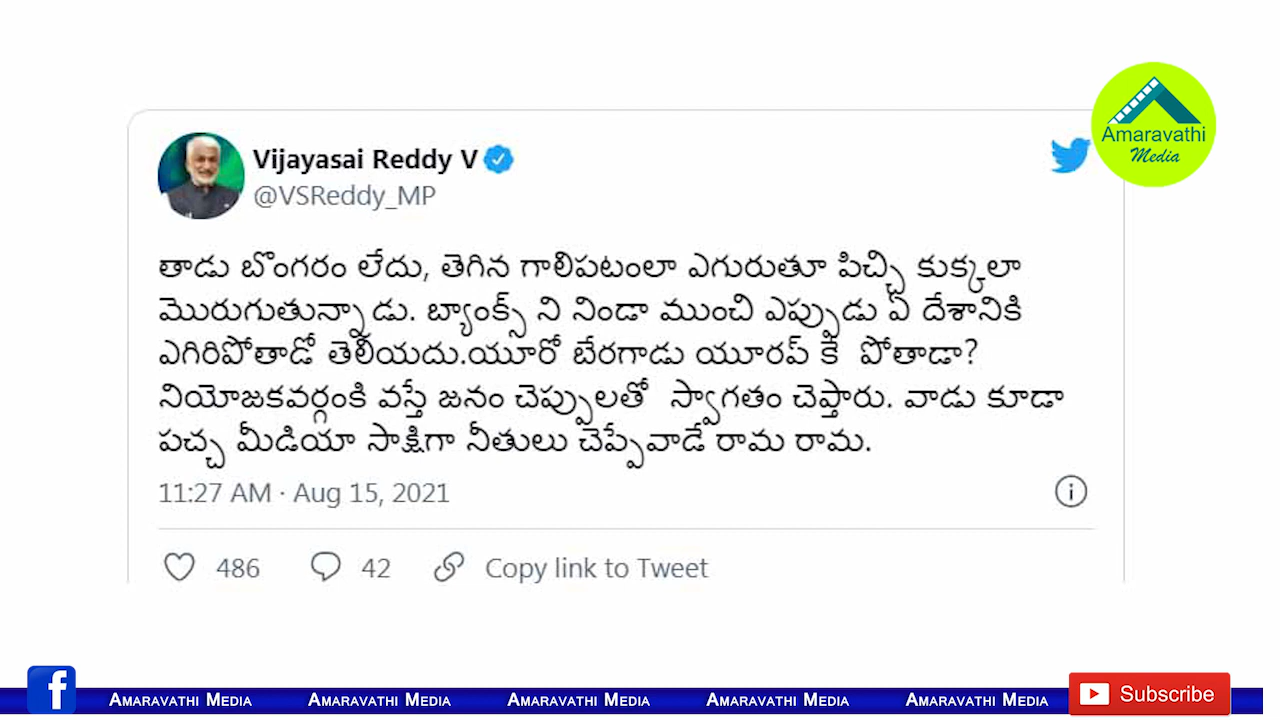 Amaravathi
Media
Vijayasai Reddy V
@VSReddy_MP
తాడు బొంగరం లేదు, తెగిన గాలిపటంలా ఎగురుతూ పిచ్చి కుక్కలా
మొరుగుతున్నాడు. బ్యాంక్స్ ని నిండా ముంచి ఎప్పుడు ఏ దేశానికి
ఎగిరిపోతాడో తెలియదు.యూరో బేరగాడు యూరప్ కే  పోతాడా?
నియోజకవర్గంకి వస్తే జనం చెప్పులతో  స్వాగతం చెప్తారు. వాడు కూడా
పచ్చ మీడియా సాక్షిగా నీతులు చెప్పేవాడే రామ రామ.
11:27 AM · Aug 15, 2021
486 42 Copy link to Tweet
f Amaravathi Media Amaravathi Media Amaravathi Media Amaravathi Media Amaravathi Media Subscribe